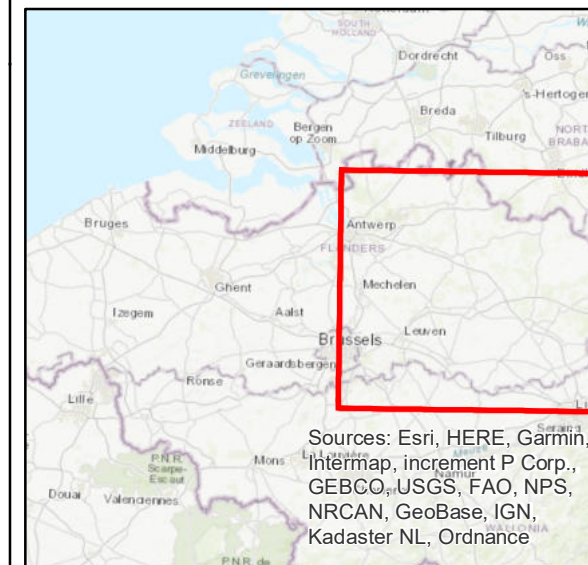 SOUTH
HOLLAND
Dordrecht
Oss
Grevelingen
's-Hertogen
Breda
ZEELAND
Bergen
op Zoom
Tilburg
NORT
BRABA
Middelburg
Antwerp
Bruges
FLANDERS
Mechelen
Ghent
Izegem
Aalst
Brussels
Leuven
Geraardsbergen
Ronse
Lille
Seraing
Sources: Esri, HERE, Garmin,
Intermap, increment P Corp.,
GEBCO, USGS, FAO, NPS,
NRCAN, GeoBase, IGN,
Kadaster NL, Ordnance
Mons
La Louvière
Meuse
Namur
P.N.R.
Scarpe-
Escaut
Douai
Valenciennes
WALLONIA
P.N.R. de